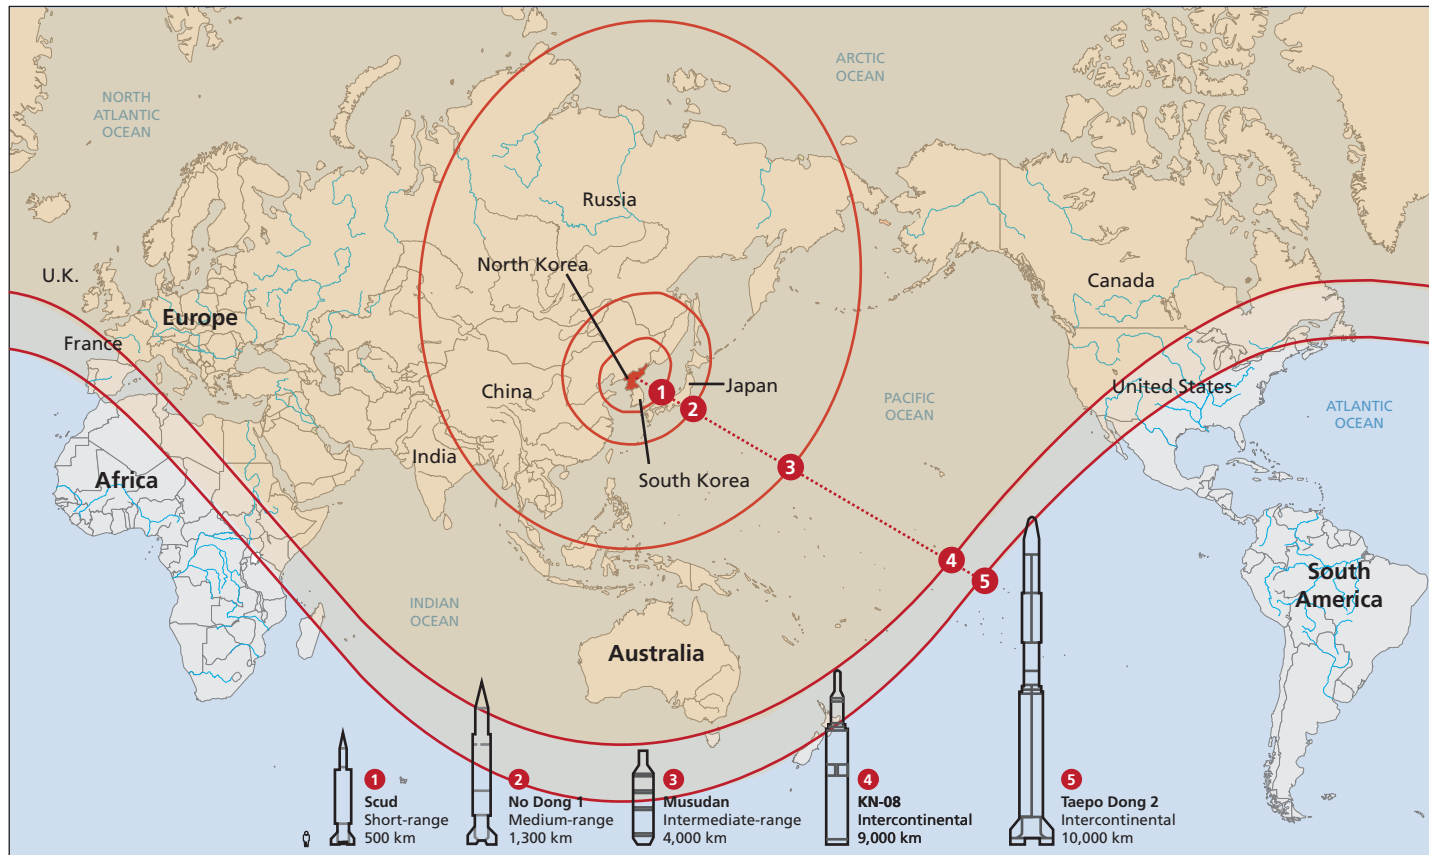 ARCTIC
OCEAN
NORTH
ATLANTIC
OCEAN
Russia
North Korea
U.K.
Canada
Europe
France
China
Japan
United States
PACIFIC
OCEAN
ATLANTIC
OCEAN
India
Africa
South Korea
1
2
3
4
5
INDIAN
OCEAN
South
America
Australia
1
Scud
Short-range
500 km
2
No Dong 1
Medium-range
1,300 km
3
Musudan
Intermediate-range
4,000 km
4
KN-08
Intercontinental
9,000 km
5
Taepo Dong 2
Intercontinental
10,000 km